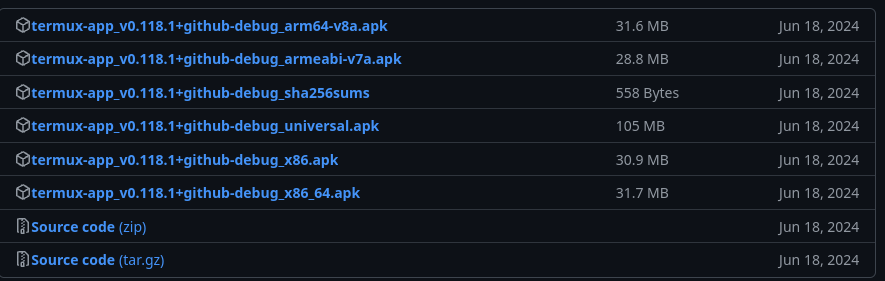 termux-app_v0.118.1+github-debug_arm64-v8a.apk 31.6 MB Jun 18, 2024
termux-app_v0.118.1+github-debug_armeabi-v7a.apk 28.8 MB Jun 18, 2024
termux-app_v0.118.1+github-debug_sha256sums 558 Bytes Jun 18, 2024
termux-app_v0.118.1+github-debug_universal.apk 105 MB Jun 18, 2024
termux-app_v0.118.1+github-debug_x86.apk 30.9 MB Jun 18, 2024
termux-app_v0.118.1+github-debug_x86_64.apk 31.7 MB Jun 18, 2024
Source code (zip) Jun 18, 2024
Source code (tar.gz) Jun 18, 2024